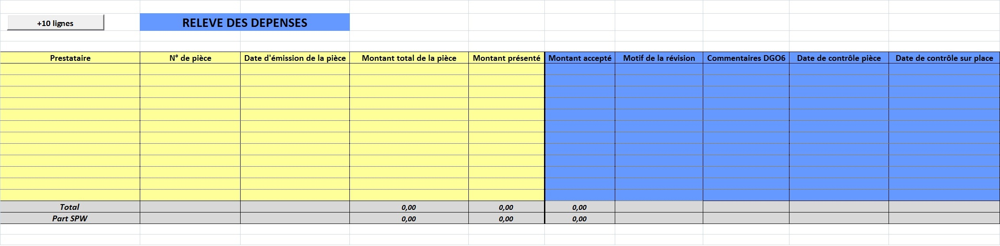 +10 lignes
RELEVE DES DEPENSES
Prestataire N° de pièce Date d'émission de la pièce Montant total de la pièce Montant présenté Montant accepté Motif de la révision Commentaires DGO6 Date de contrôle pièce Date de contrôle sur place
Total 0,00 0,00 0,00
Part SPW 0,00 0,00 0,00